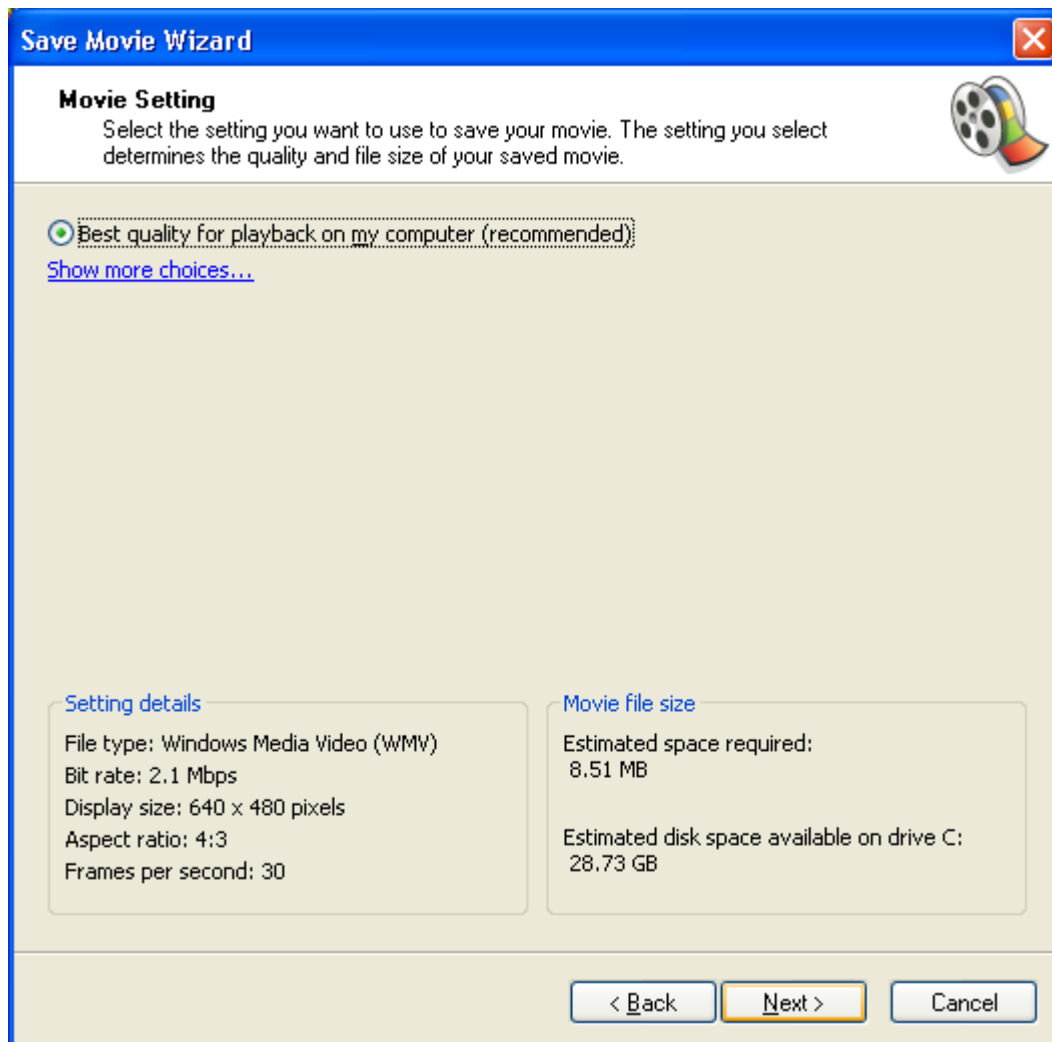 Save Movie Wizard
Movie Setting
Select the setting you want to use to save your movie. The setting you select
determines the quality and file size of your saved movie.
Best quality for playback on my computer (recommended)
Show more choices...
Setting details
File type: Windows Media Video (WMV)
Bit rate: 2.1 Mbps
Display size: 640 x 480 pixels
Aspect ratio: 4:3
Frames per second: 30
Movie file size
Estimated space required:
8.51 MB
Estimated disk space available on drive C:
28.73 GB
< Back
Next >
Cancel